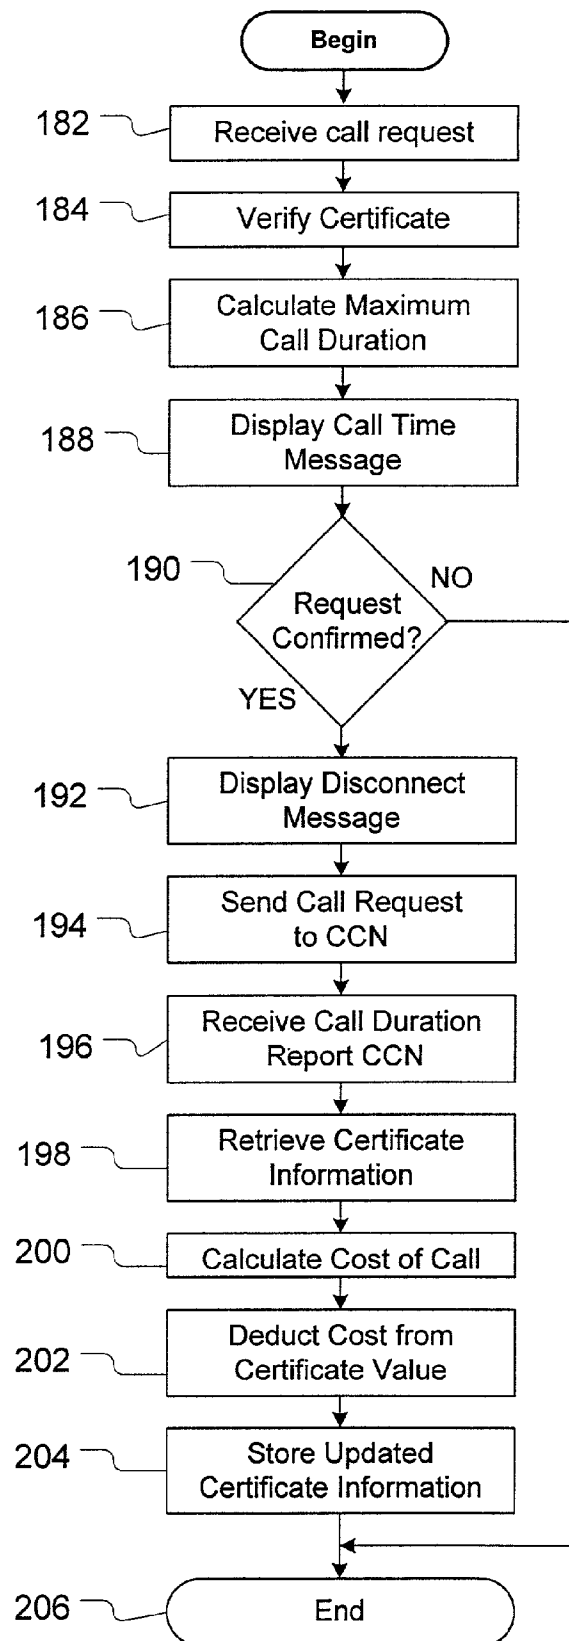 Begin
182
Receive call request
184
Verify Certificate
186
Calculate Maximum
Call Duration
188
Display Call Time
Message
190
NO
Request
Confirmed?
YES
192
Display Disconnect
Message
194
Send Call Request
to CCN
196
Receive Call Duration
Report CCN
198
Retrieve Certificate
Information
200
Calculate Cost of Call
202
Deduct Cost from
Certificate Value
204
Store Updated
Certificate Information
206
End